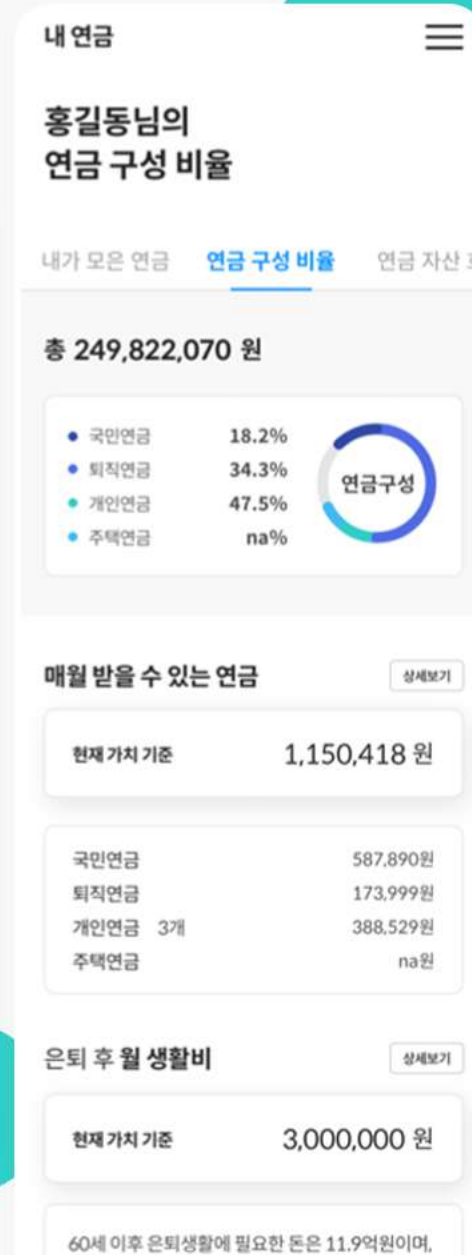 내 연금
홍길동님의
연금 구성 비율
내가 모은 연금 연금 구성 비율 연금 자산
총 249,822,070 원
국민연금 18.2%
퇴직연금 34.3%
개인연금 47.5%
주택연금 na%
연금구성
매월 받을 수 있는 연금 상세보기
현재 가치 기준 1,150,418 원
국민연금 587,890원
퇴직연금 173,999원
개인연금 3개 388,529원
주택연금 na원
은퇴 후 월 생활비 상세보기
현재 가치 기준 3,000,000 원
60세 이후 은퇴생활에 필요한 돈은 11.9억원이며,